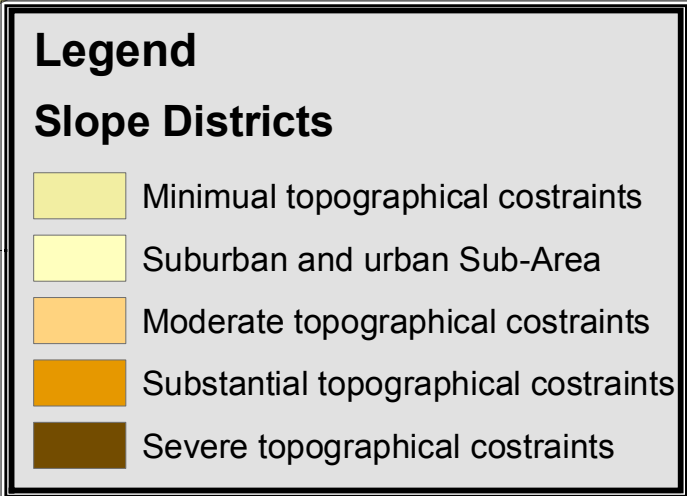 Legend
Slope Districts
Minimual topographical costraints
Suburban and urban Sub-Area
Moderate topographical costraints
Substantial topographical costraints
Severe topographical costraints